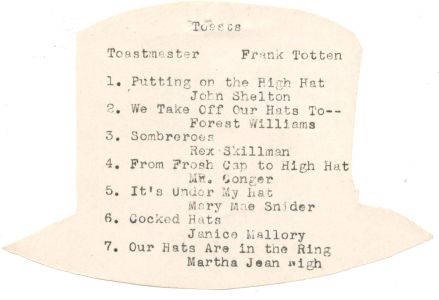 Toasts
Toastmaster Frank Totten
1. Putting on the High Hat
John Shelton
2. We Take Off Our Hats To--
Forest Williams
3. Sombreroes
Rex Skillman
4. From Frosh Cap to High Hat
MR. Conger
5. It's Under My Hat
Mary Mae Snider
6. Cocked Hats
Janice Mallory
7. Our Hats Are in the Ring
Martha Jean High